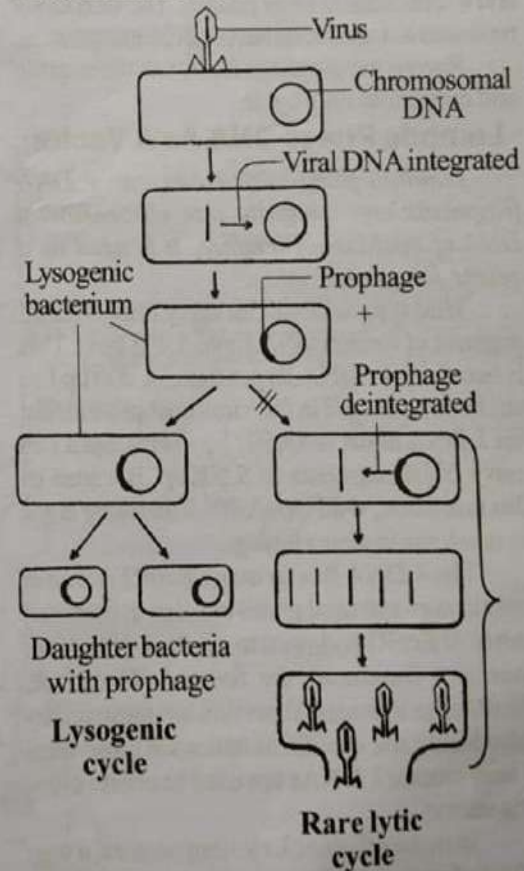 Virus
Chromosomal
DNA
Viral DNA integrated
Lysogenic
bacterium
Prophage
+
Prophage
deintegrated
Daughter bacteria
with prophage
Lysogenic
cycle
Rare lytic
cycle